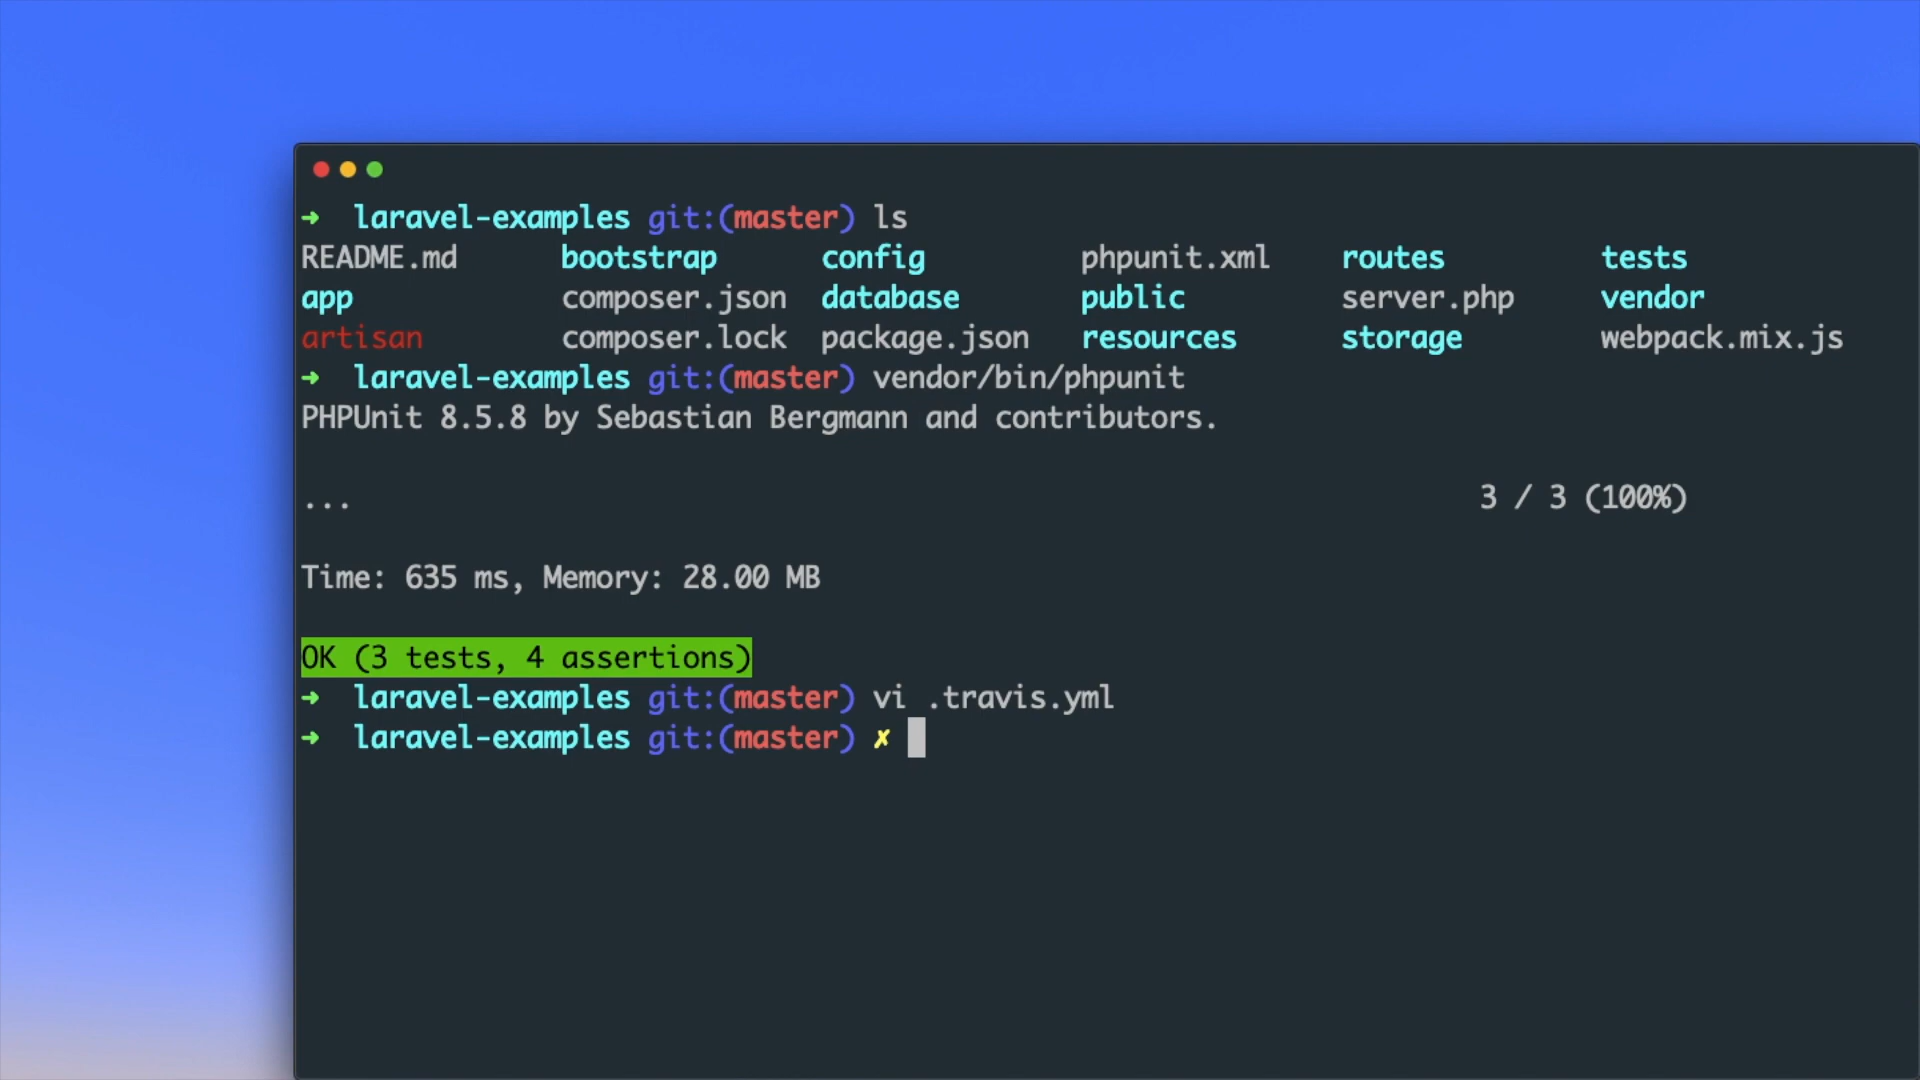 ➜  laravel-examples git:(master) ls
README.md      bootstrap      config         phpunit.xml    routes         tests
app            composer.json  database       public         server.php     vendor
artisan        composer.lock  package.json   resources      storage        webpack.mix.js
➜  laravel-examples git:(master) vendor/bin/phpunit
PHPUnit 8.5.8 by Sebastian Bergmann and contributors.
...                                                                 3 / 3 (100%)
Time: 635 ms, Memory: 28.00 MB
OK (3 tests, 4 assertions)
➜  laravel-examples git:(master) vi .travis.yml
➜  laravel-examples git:(master) ✗